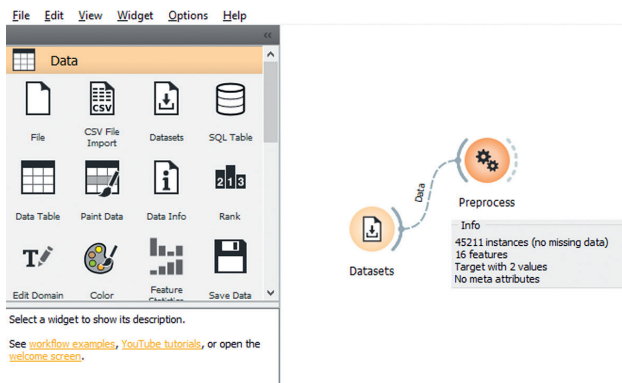 File Edit View Widget Options Help
Data
File
CSV File Import
Datasets
SQL Table
Data Table
Paint Data
Data Info
Rank
Edit Domain
Color
Feature
Save Data
Select a widget to show its description.
See workflow examples, YouTube tutorials, or open the
welcome screen.
Data
Datasets
Preprocess
Info
45211 instances (no missing data)
16 features
Target with 2 values
No meta attributes